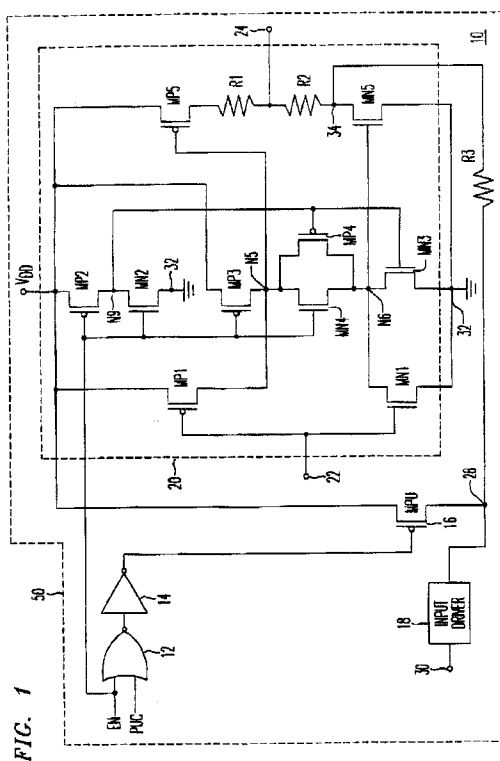 FIG. 1
50
EN
PUC
12
14
VDD
MP2
N9
MN2
32
MP1
MP3
N5
MN4
MP4
N6
MN3
MN1
32
20
22
MP5
R1
24
R2
34
MN5
MPU
16
28
R3
INPUT
DRIVER
18
30
10